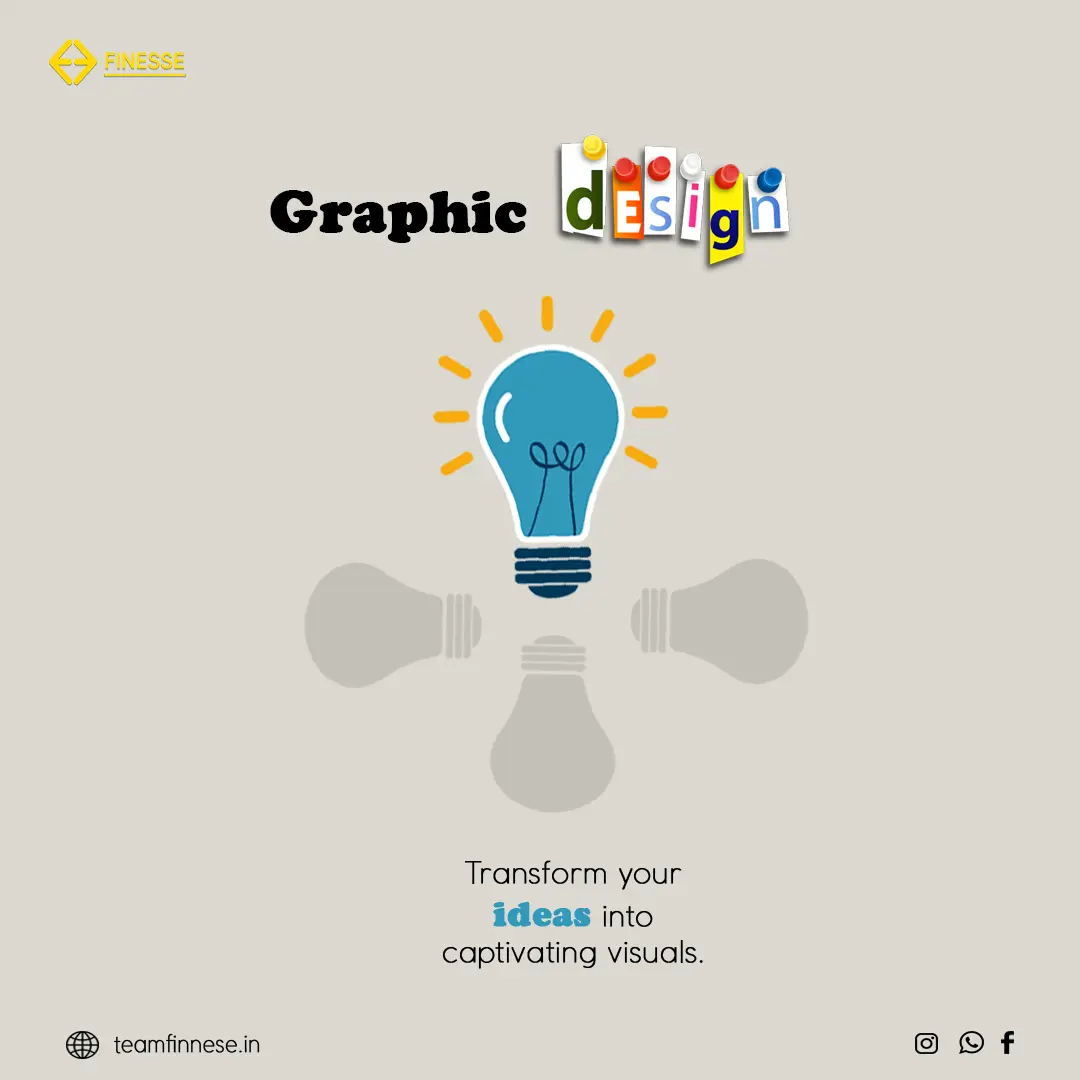 FINESSE
Graphic dEsign
Transform your
ideas into
captivating visuals.
teamfinnese.in